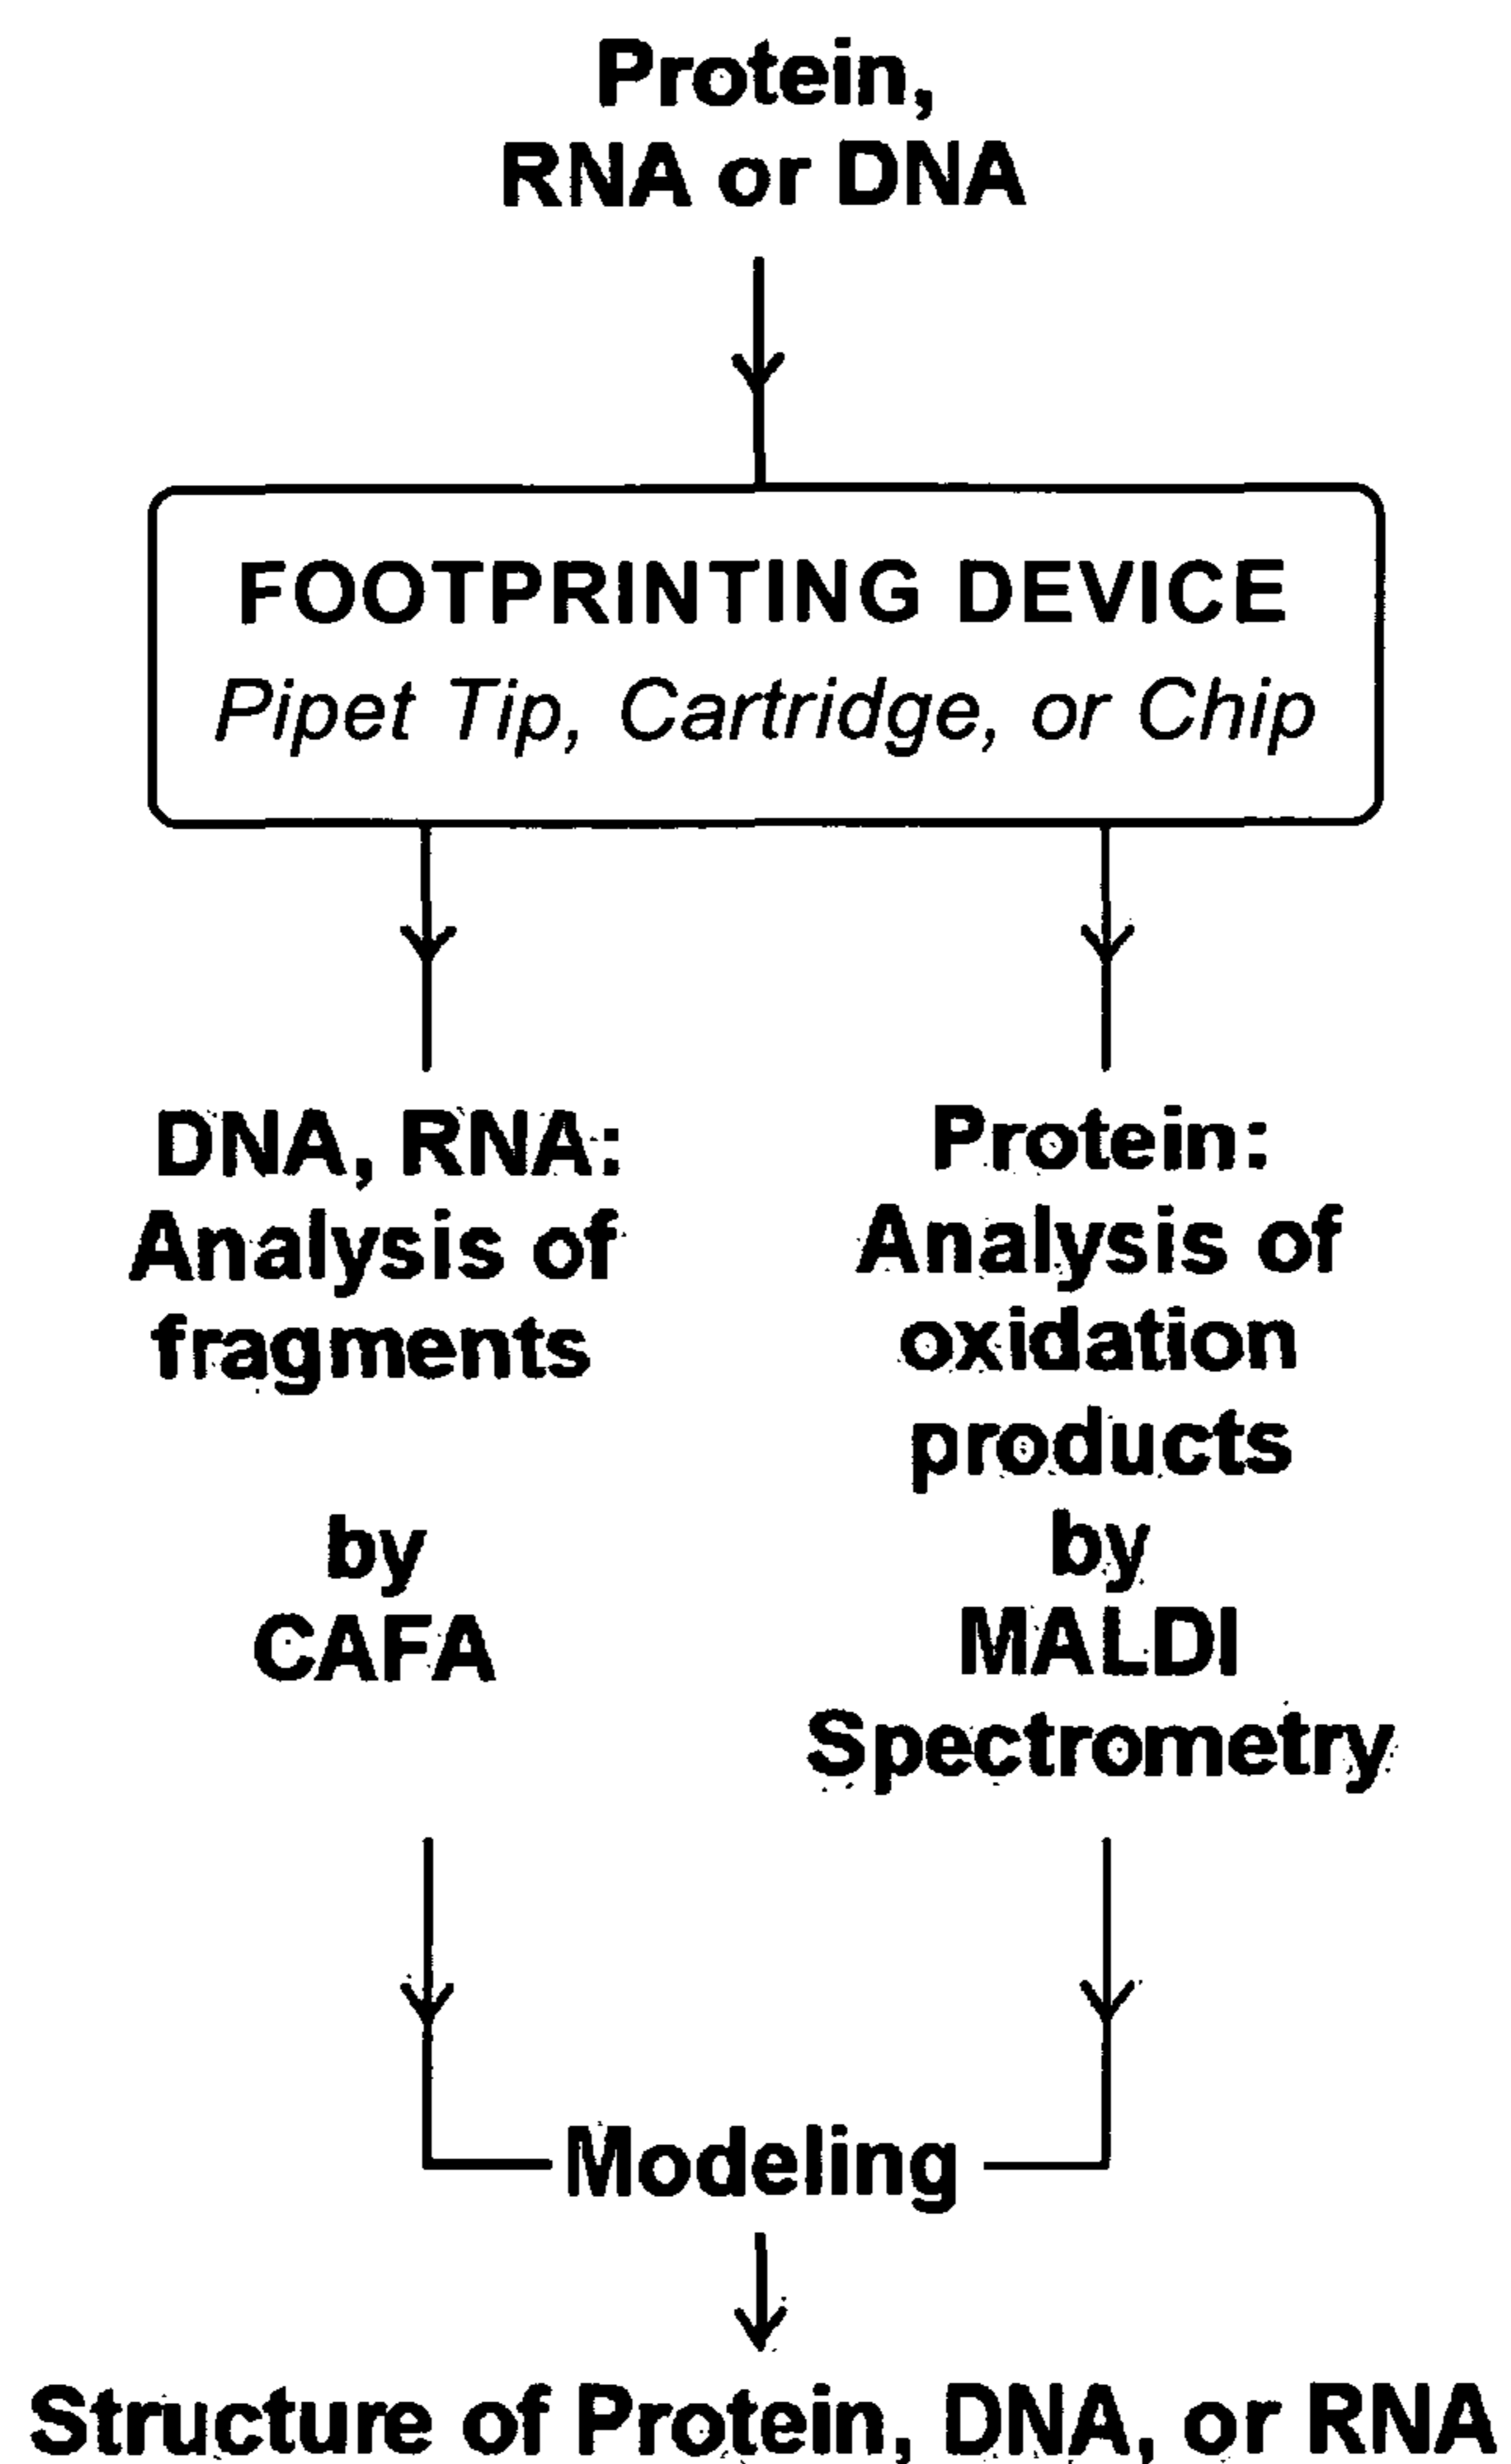 Protein,
RNA or DNA
FOOTPRINTING DEVICE
Pipet Tip, Cartridge, or Chip
DNA, RNA:
Analysis of
fragments
by
CAFA
Protein:
Analysis of
oxidation
products
by
MALDI
Spectrometry
Modeling
Structure of Protein, DNA, or RNA